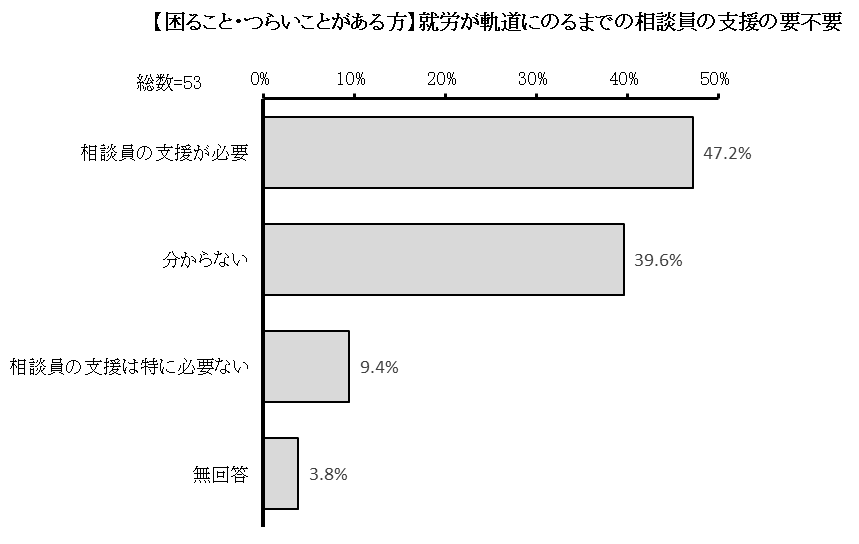 【困ること・つらいことがある方】就労が軌道にのるまでの相談員の支援の要不要
総数=53
0% 10% 20% 30% 40% 50%
相談員の支援が必要 47.2%
分からない 39.6%
相談員の支援は特に必要ない 9.4%
無回答 3.8%